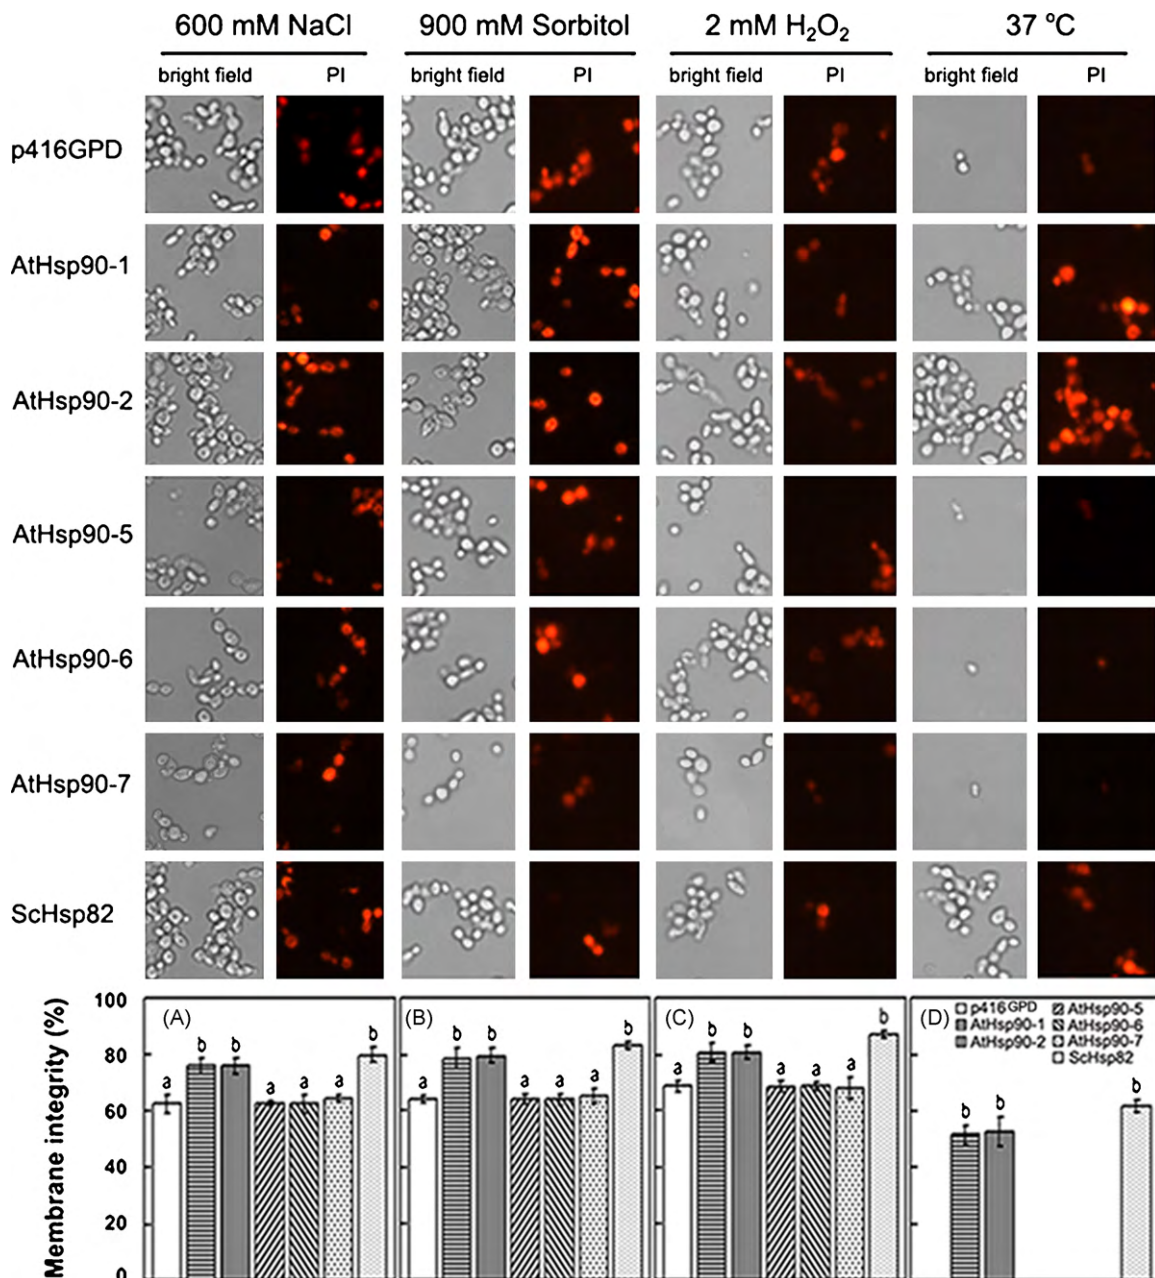 600 mM NaCl 900 mM Sorbitol 2 mM H₂O₂ 37 °C
bright field PI bright field PI bright field PI bright field PI
p416GPD
AtHsp90-1
AtHsp90-2
AtHsp90-5
AtHsp90-6
AtHsp90-7
ScHsp82
Membrane integrity (%)
100
80
60
40
20
0
(A)
a b b a a a b
(B)
a b b a a a b
(C)
a b b a a a b
(D)
p416GPD AtHsp90-5
AtHsp90-1 AtHsp90-6
AtHsp90-2 AtHsp90-7
ScHsp82
b b b